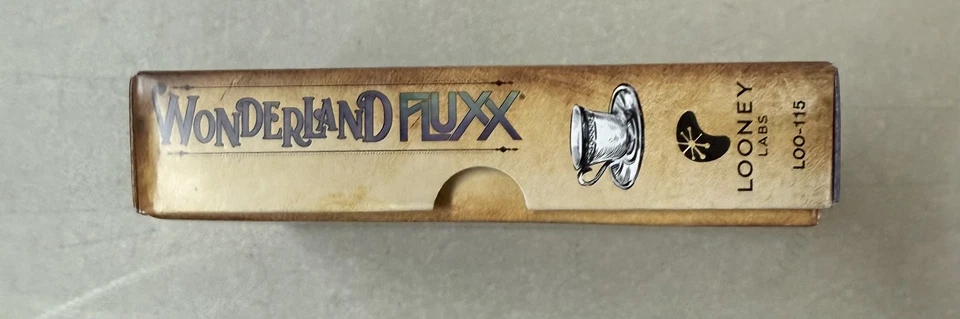 WONDERLAND FLUXX
LOONEY
LABS
LOO-115